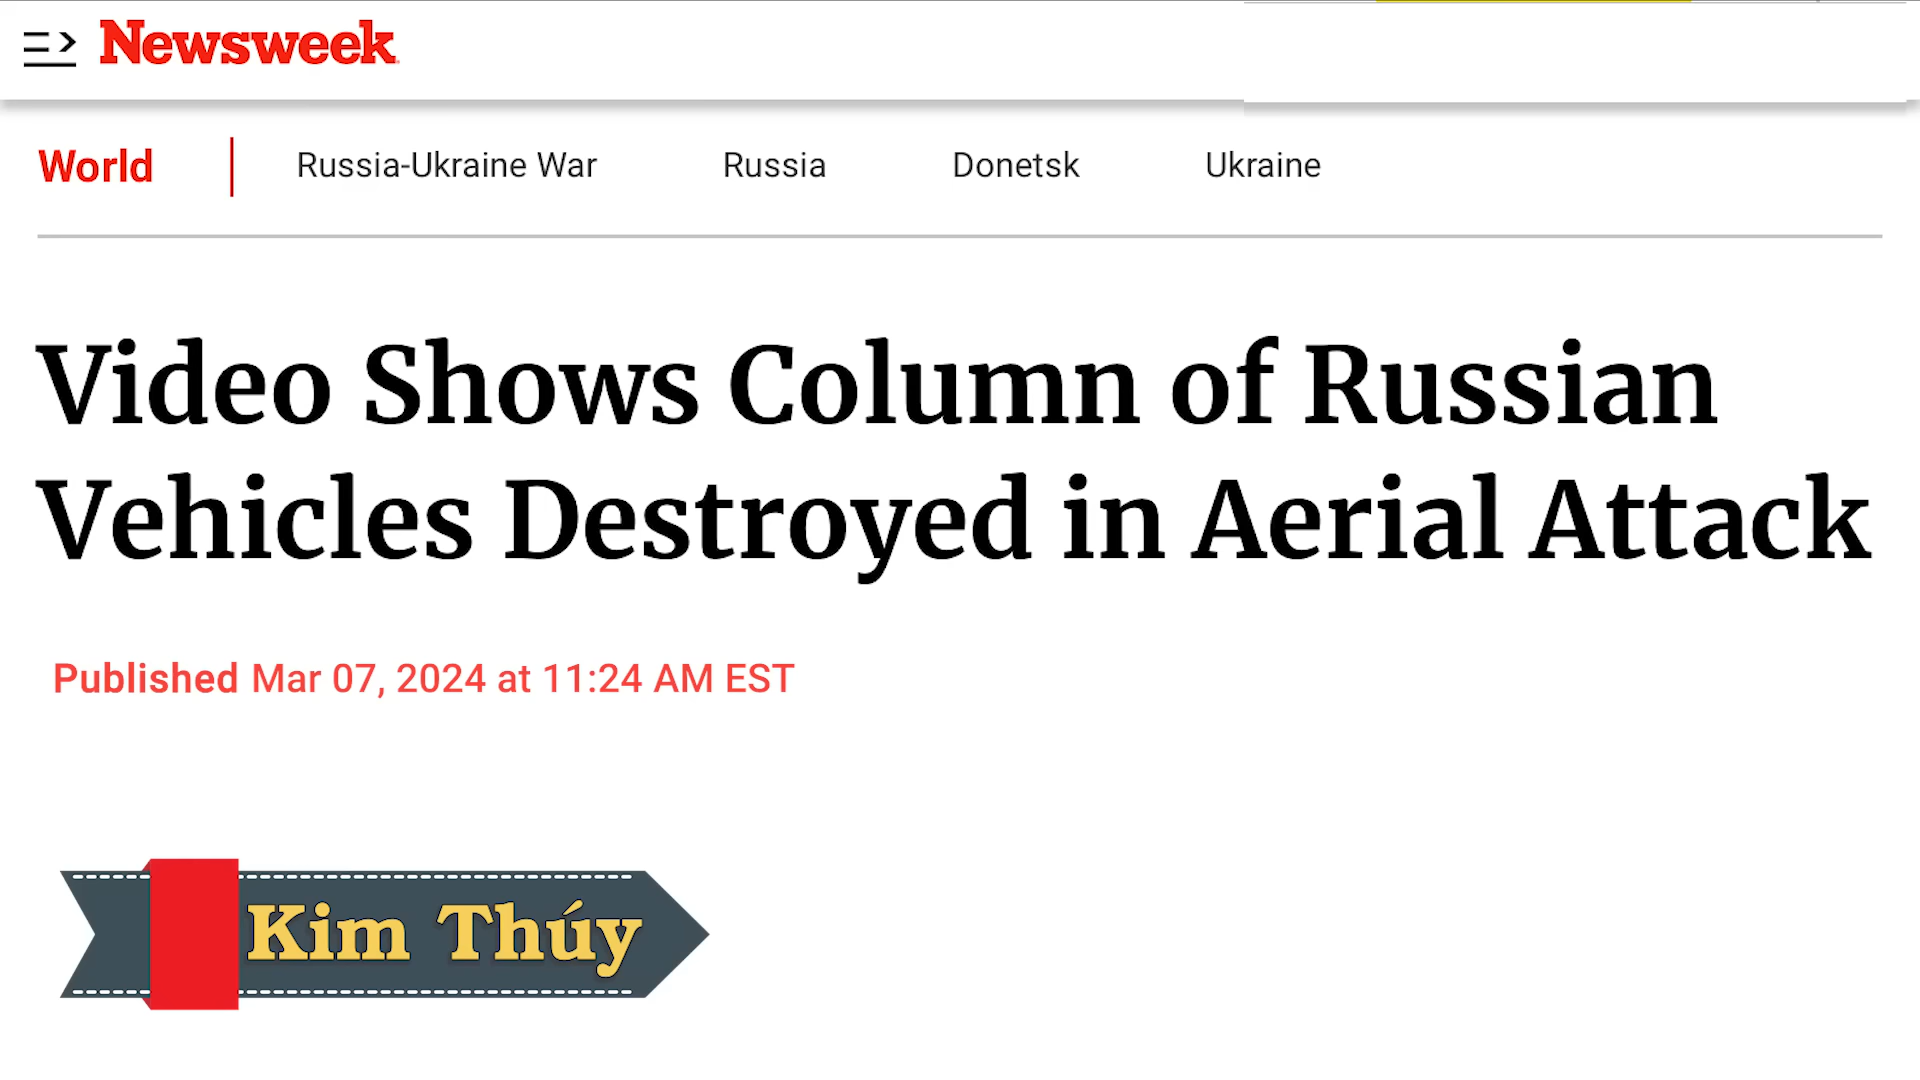 Newsweek
World Russia-Ukraine War Russia Donetsk Ukraine
Video Shows Column of Russian
Vehicles Destroyed in Aerial Attack
Published Mar 07, 2024 at 11:24 AM EST
Kim Thúy